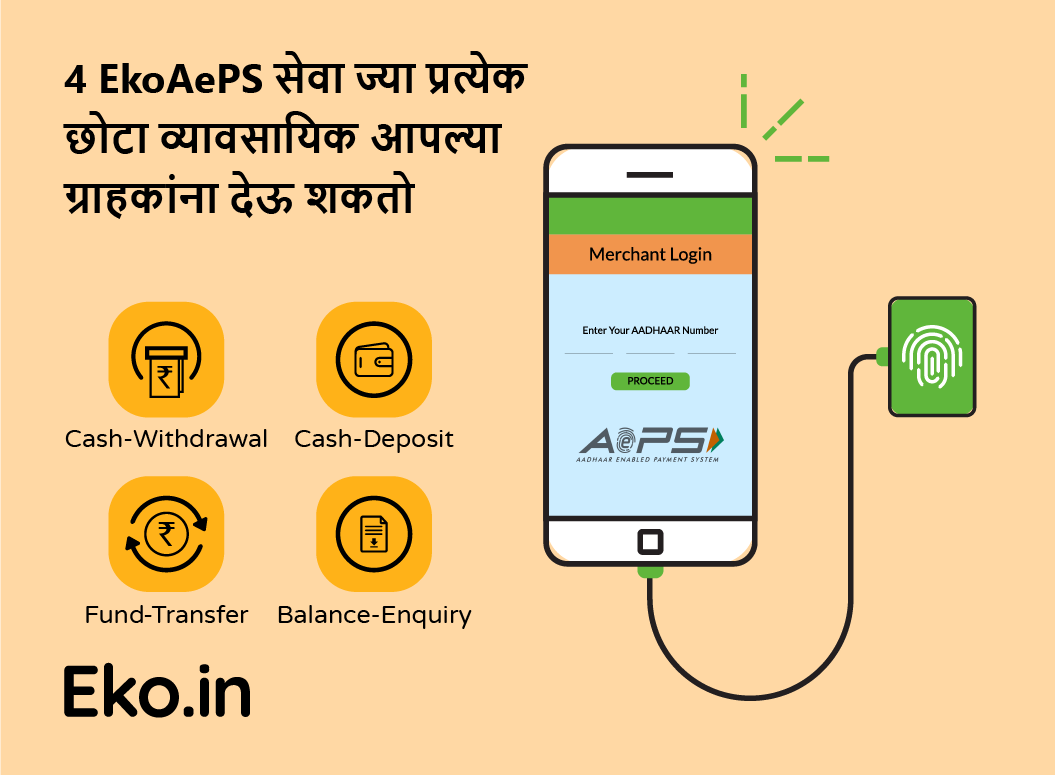 4 EkoAePS सेवा ज्या प्रत्येक
छोटा व्यावसायिक आपल्या
ग्राहकांना देऊ शकतो
Cash-Withdrawal
Cash-Deposit
Fund-Transfer
Balance-Enquiry
Eko.in
Merchant Login
Enter Your AADHAAR Number
PROCEED
AePS
AADHAAR ENABLED PAYMENT SYSTEM